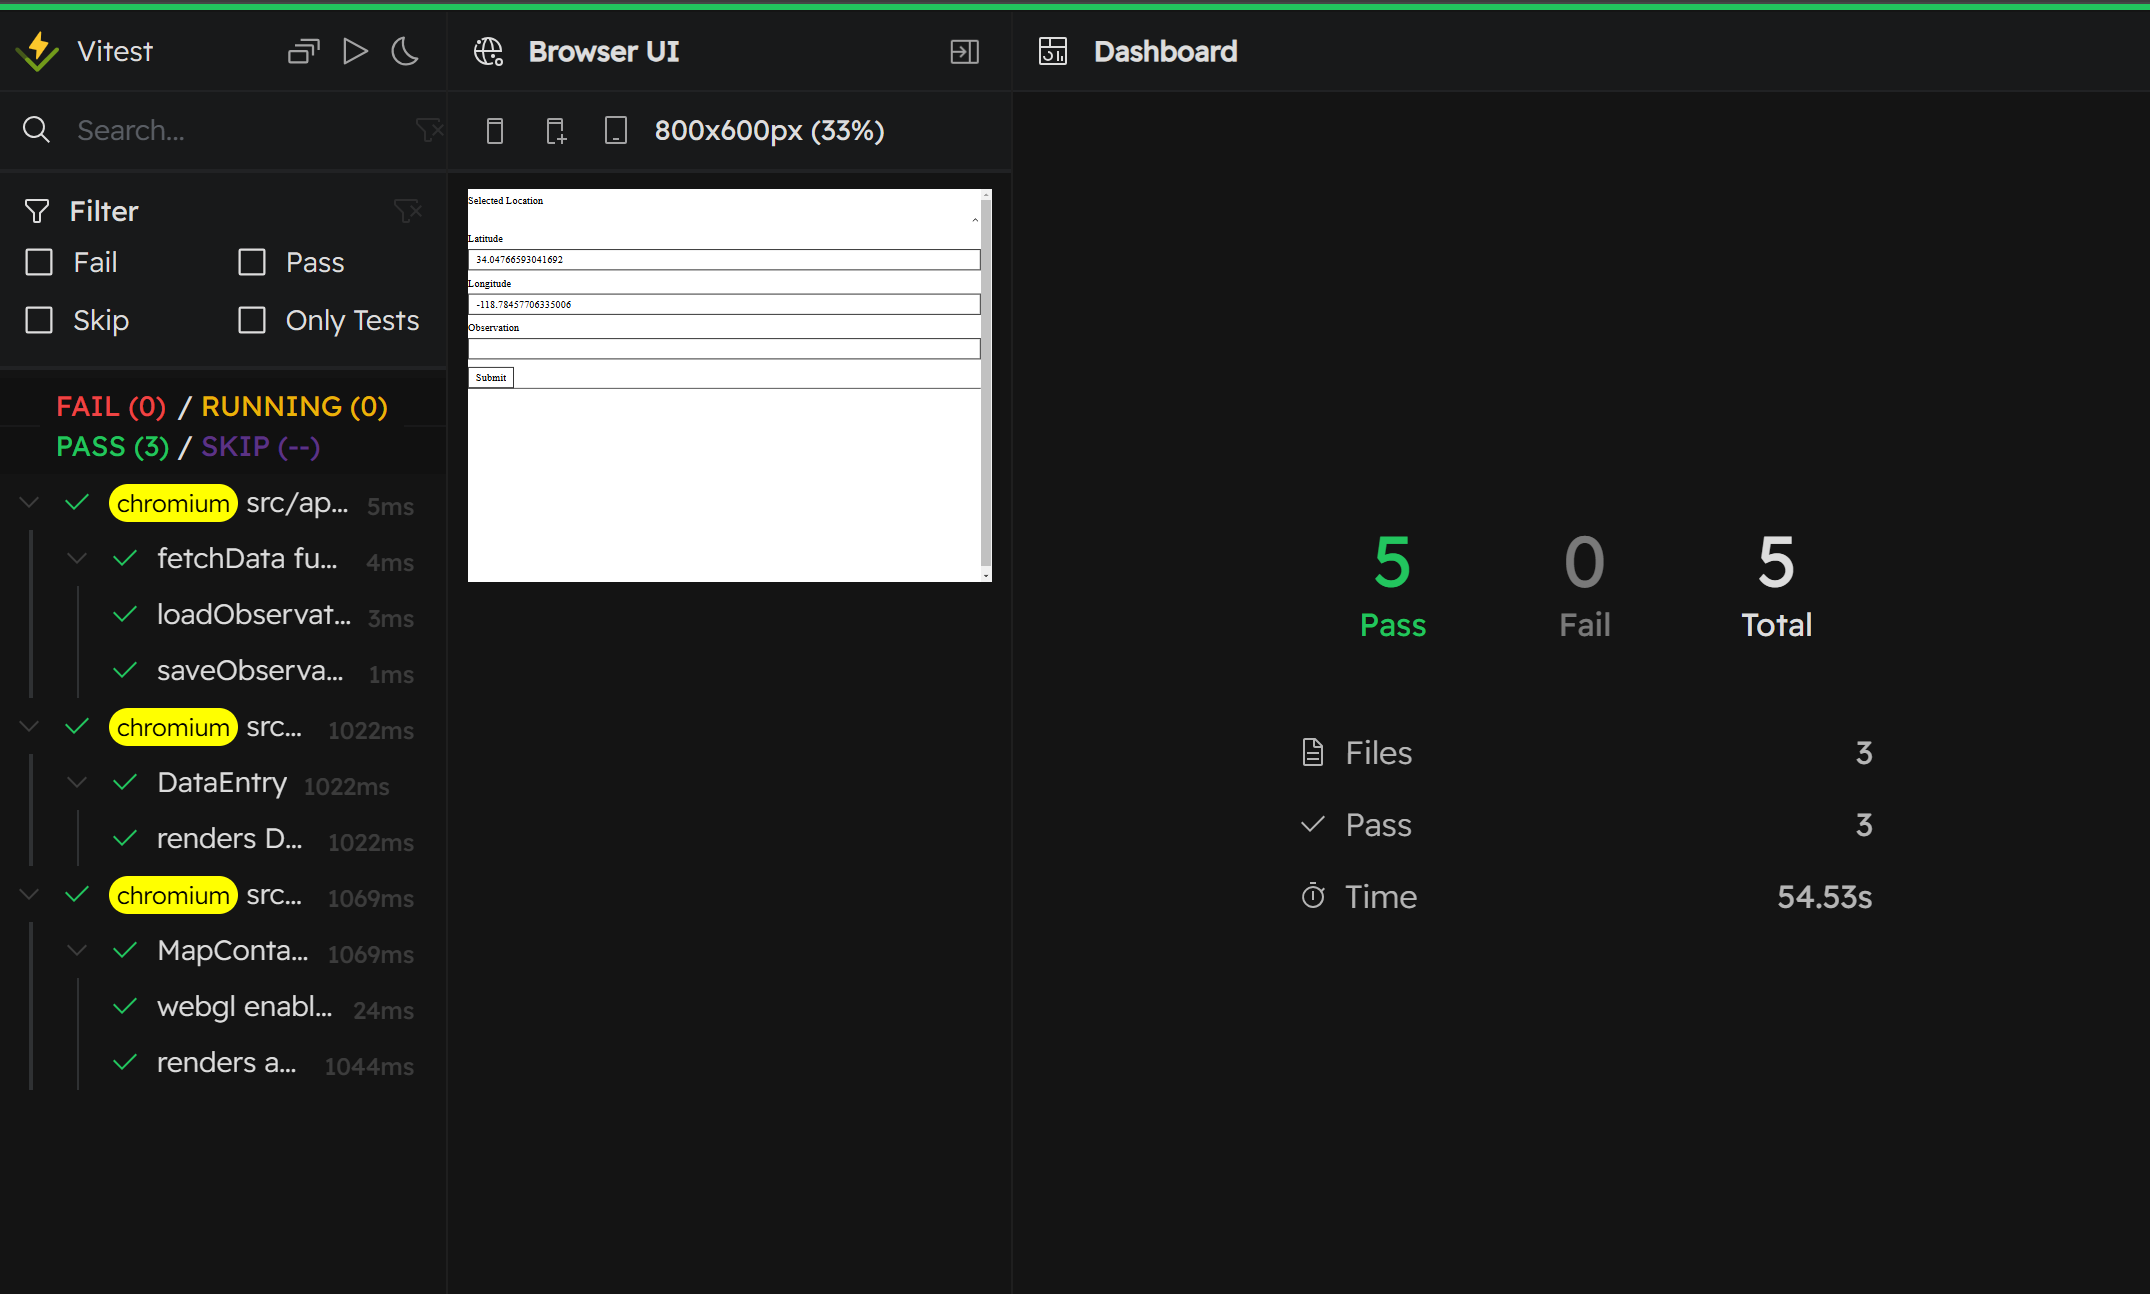 Vitest
Search...
Filter
Fail
Pass
Skip
Only Tests
FAIL (0) / RUNNING (0)
PASS (3) / SKIP (--)
chromium src/ap... 5ms
fetchData fu... 4ms
loadObservat... 3ms
saveObserva... 1ms
chromium src... 1022ms
DataEntry 1022ms
renders D... 1022ms
chromium src... 1069ms
MapConta... 1069ms
webgl enabl... 24ms
renders a... 1044ms
Browser UI
800x600px (33%)
Selected Location
Latitude
34.04766593041692
Longitude
-118.78457706335006
Observation
Submit
Dashboard
5 0 5
Pass Fail Total
Files 3
Pass 3
Time 54.53s